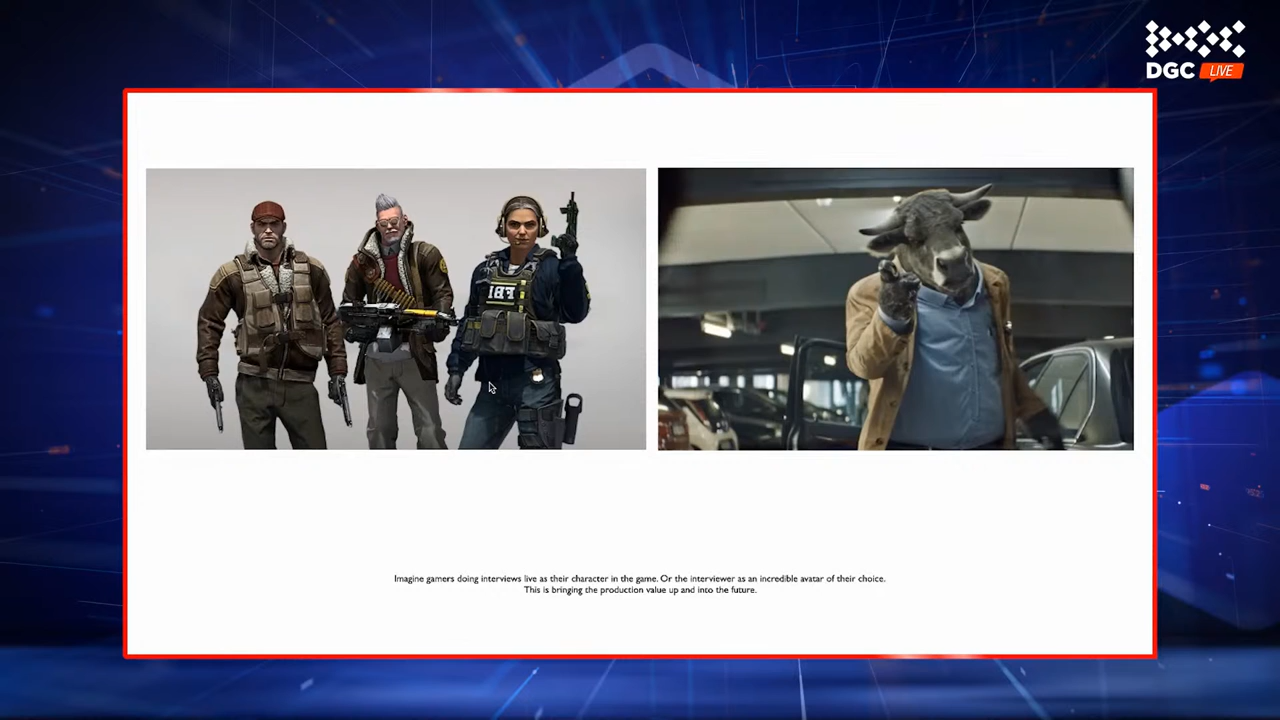 DGC LIVE
FBI
Imagine gamers doing interviews live as their character in the game. Or the interviewer as an incredible avatar of their choice.
This is bringing the production value up and into the future.